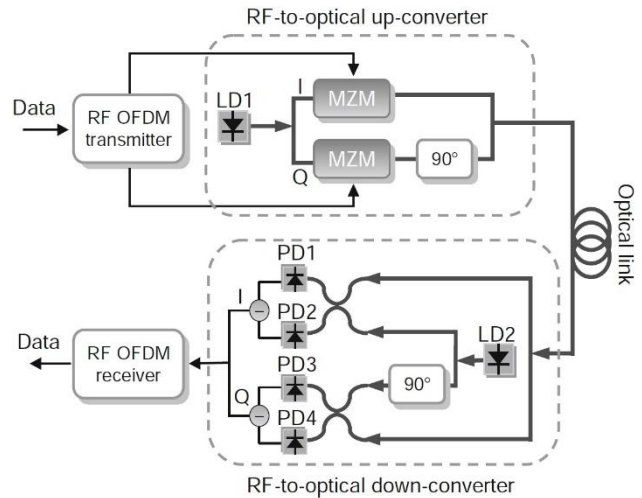 RF-to-optical up-converter
Data
RF OFDM
transmitter
LD1
I
MZM
Q
MZM
90°
Optical link
PD1
I
−
PD2
LD2
Data
RF OFDM
receiver
PD3
90°
Q
−
PD4
RF-to-optical down-converter